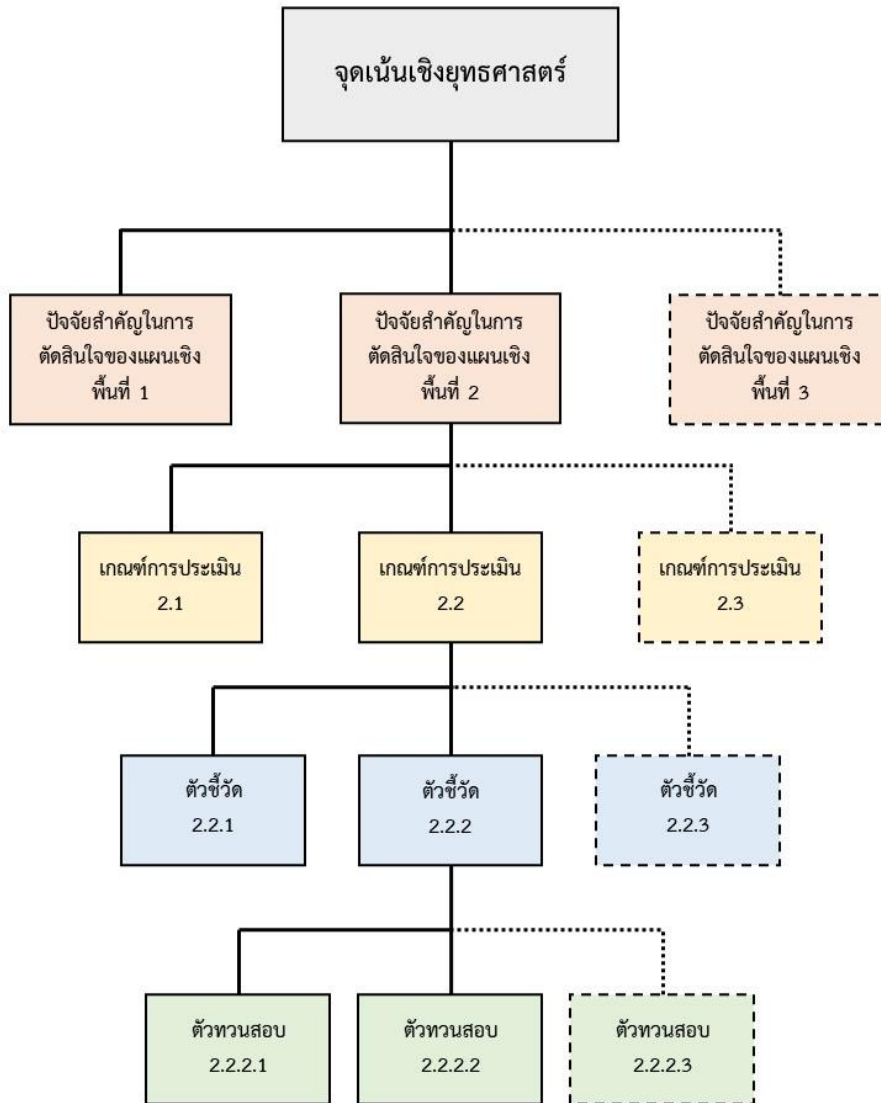 จุดเน้นเชิงยุทธศาสตร์
ปัจจัยสำคัญในการ
ตัดสินใจของแผนเชิง
พื้นที่ 1
ปัจจัยสำคัญในการ
ตัดสินใจของแผนเชิง
พื้นที่ 2
ปัจจัยสำคัญในการ
ตัดสินใจของแผนเชิง
พื้นที่ 3
เกณฑ์การประเมิน
2.1
เกณฑ์การประเมิน
2.2
เกณฑ์การประเมิน
2.3
ตัวชี้วัด
2.2.1
ตัวชี้วัด
2.2.2
ตัวชี้วัด
2.2.3
ตัวทวนสอบ
2.2.2.1
ตัวทวนสอบ
2.2.2.2
ตัวทวนสอบ
2.2.2.3